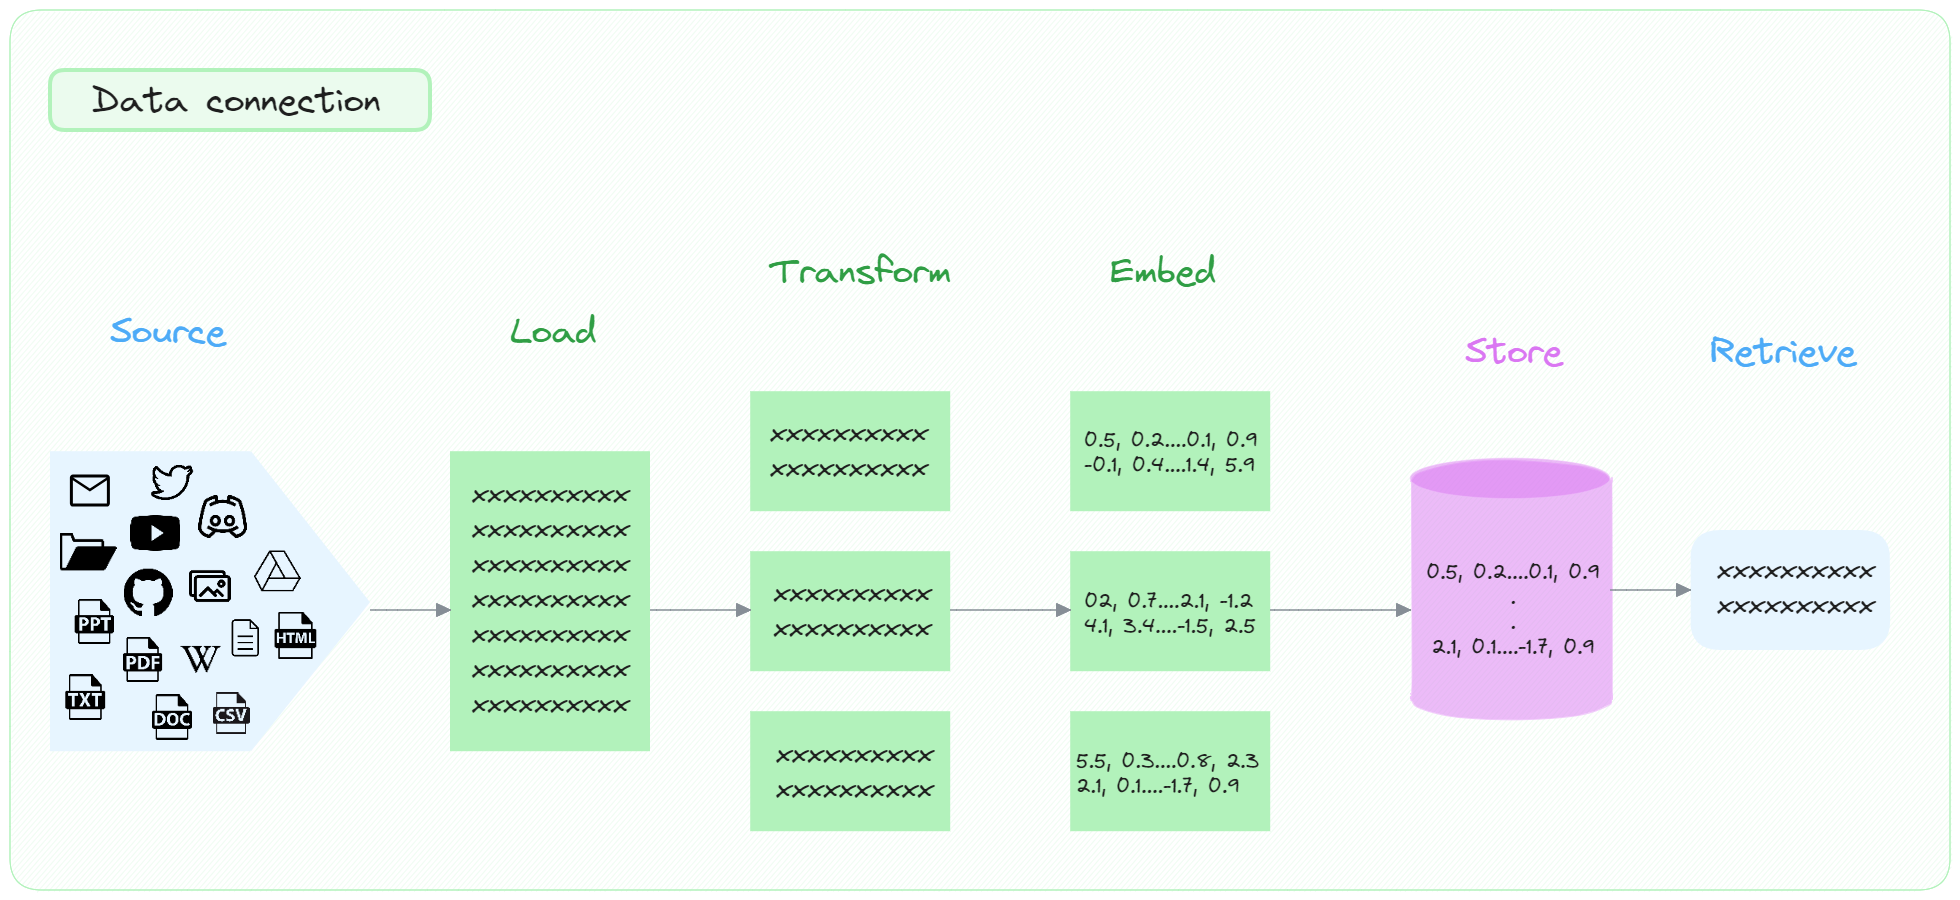 Data connection
Source
Load
Transform
Embed
Store
Retrieve
PPT
HTML
PDF
W
TXT
DOC
CSV
xxxxxxxxxx
xxxxxxxxxx
xxxxxxxxxx
xxxxxxxxxx
xxxxxxxxxx
xxxxxxxxxx
xxxxxxxxxx
xxxxxxxxxx
xxxxxxxxxx
xxxxxxxxxx
xxxxxxxxxx
xxxxxxxxxx
xxxxxxxxxx
0.5, 0.2....0.1, 0.9
-0.1, 0.4....1.4, 5.9
02, 0.7....2.1, -1.2
4.1, 3.4....-1.5, 2.5
5.5, 0.3....0.8, 2.3
2.1, 0.1....-1.7, 0.9
0.5, 0.2....0.1, 0.9
.
.
2.1, 0.1....-1.7, 0.9
xxxxxxxxxx
xxxxxxxxxx